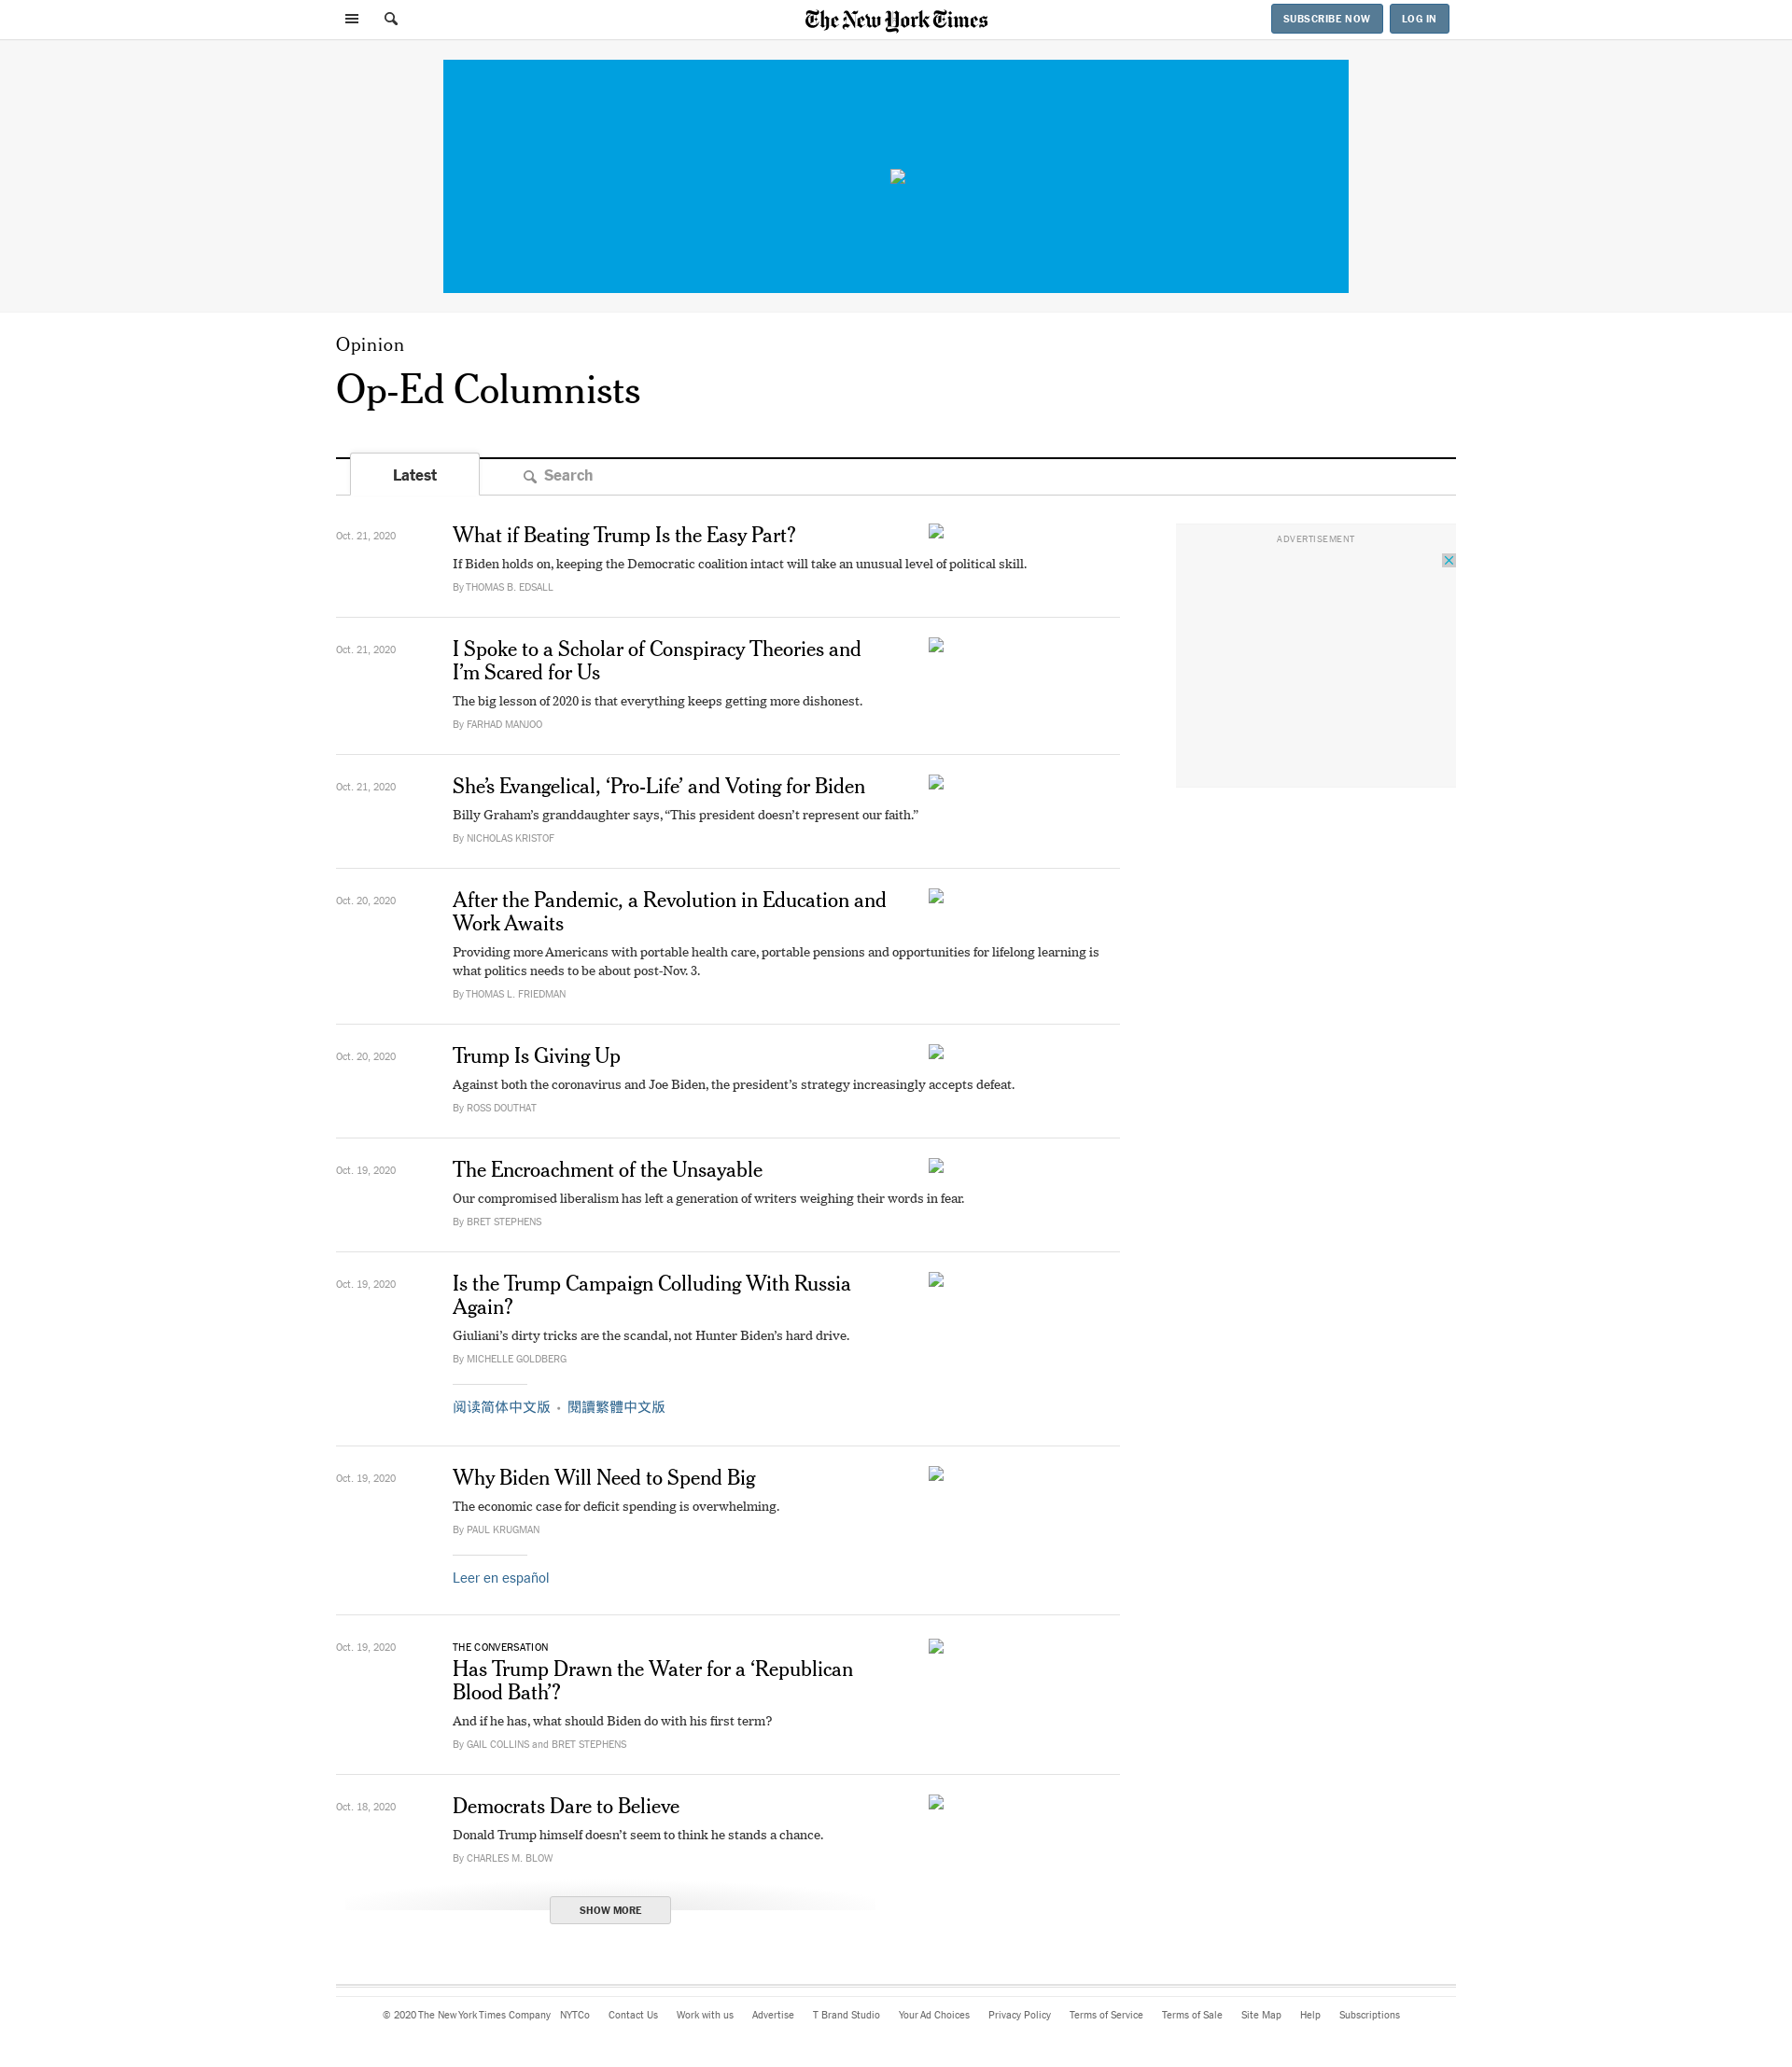 The New York Times
SUBSCRIBE NOW
LOG IN
Opinion
Op-Ed Columnists
Latest
Search
Oct. 21, 2020
What if Beating Trump Is the Easy Part?
If Biden holds on, keeping the Democratic coalition intact will take an unusual level of political skill.
By THOMAS B. EDSALL
ADVERTISEMENT
Oct. 21, 2020
I Spoke to a Scholar of Conspiracy Theories and
I’m Scared for Us
The big lesson of 2020 is that everything keeps getting more dishonest.
By FARHAD MANJOO
Oct. 21, 2020
She’s Evangelical, ‘Pro-Life’ and Voting for Biden
Billy Graham’s granddaughter says, “This president doesn’t represent our faith.”
By NICHOLAS KRISTOF
Oct. 20, 2020
After the Pandemic, a Revolution in Education and
Work Awaits
Providing more Americans with portable health care, portable pensions and opportunities for lifelong learning is
what politics needs to be about post-Nov. 3.
By THOMAS L. FRIEDMAN
Oct. 20, 2020
Trump Is Giving Up
Against both the coronavirus and Joe Biden, the president’s strategy increasingly accepts defeat.
By ROSS DOUTHAT
Oct. 19, 2020
The Encroachment of the Unsayable
Our compromised liberalism has left a generation of writers weighing their words in fear.
By BRET STEPHENS
Oct. 19, 2020
Is the Trump Campaign Colluding With Russia
Again?
Giuliani’s dirty tricks are the scandal, not Hunter Biden’s hard drive.
By MICHELLE GOLDBERG
阅读简体中文版 • 閱讀繁體中文版
Oct. 19, 2020
Why Biden Will Need to Spend Big
The economic case for deficit spending is overwhelming.
By PAUL KRUGMAN
Leer en español
Oct. 19, 2020
THE CONVERSATION
Has Trump Drawn the Water for a ‘Republican
Blood Bath’?
And if he has, what should Biden do with his first term?
By GAIL COLLINS and BRET STEPHENS
Oct. 18, 2020
Democrats Dare to Believe
Donald Trump himself doesn’t seem to think he stands a chance.
By CHARLES M. BLOW
SHOW MORE
© 2020 The New York Times Company NYTCo Contact Us Work with us Advertise T Brand Studio Your Ad Choices Privacy Policy Terms of Service Terms of Sale Site Map Help Subscriptions